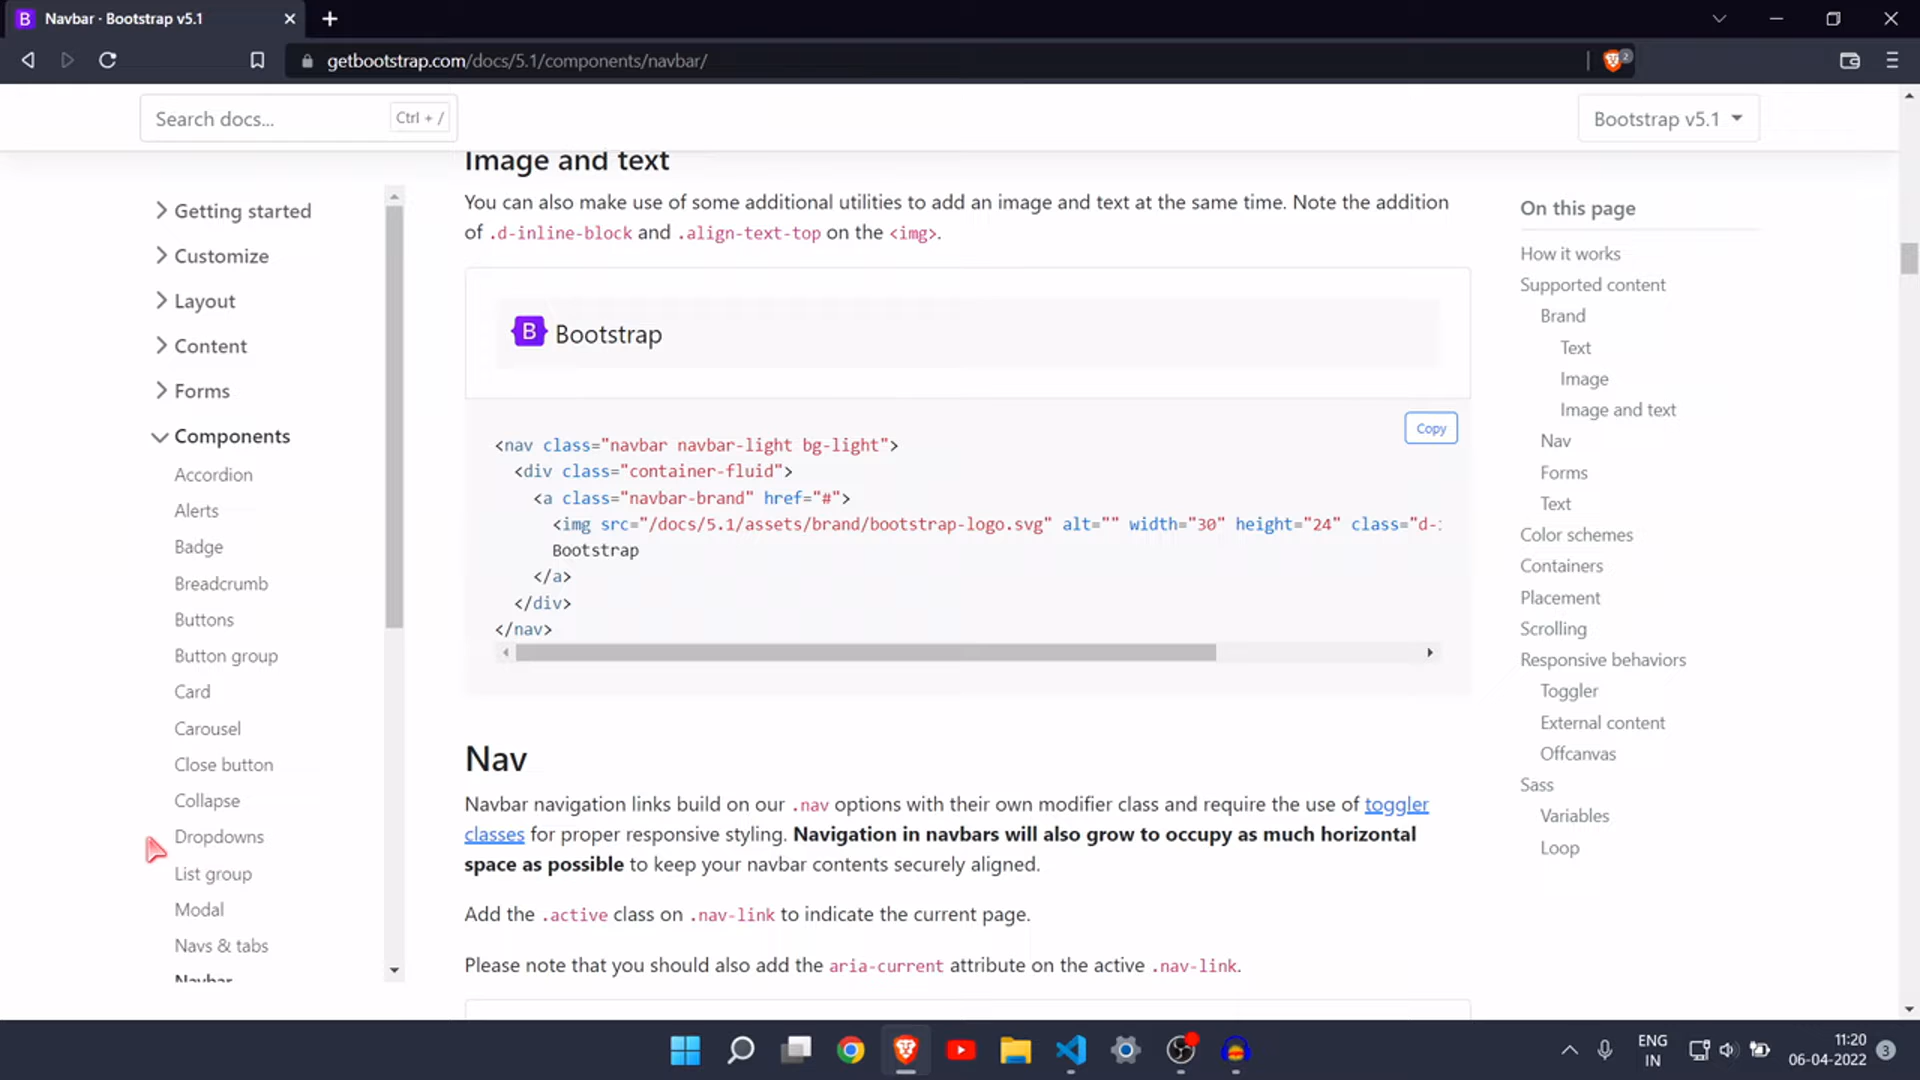 Navbar · Bootstrap v5.1
getbootstrap.com/docs/5.1/components/navbar/
2
Search docs...
Ctrl + /
Bootstrap v5.1
Getting started
Customize
Layout
Content
Forms
Components
Accordion
Alerts
Badge
Breadcrumb
Buttons
Button group
Card
Carousel
Close button
Collapse
Dropdowns
List group
Modal
Navs & tabs
Navbar
Image and text
You can also make use of some additional utilities to add an image and text at the same time. Note the addition
of .d-inline-block and .align-text-top on the <img>.
B Bootstrap
Copy
<nav class="navbar navbar-light bg-light">
<div class="container-fluid">
<a class="navbar-brand" href="#">
<img src="/docs/5.1/assets/brand/bootstrap-logo.svg" alt="" width="30" height="24" class="d-
Bootstrap
</a>
</div>
</nav>
Nav
Navbar navigation links build on our .nav options with their own modifier class and require the use of toggler
classes for proper responsive styling. Navigation in navbars will also grow to occupy as much horizontal
space as possible to keep your navbar contents securely aligned.
Add the .active class on .nav-link to indicate the current page.
Please note that you should also add the aria-current attribute on the active .nav-link.
On this page
How it works
Supported content
Brand
Text
Image
Image and text
Nav
Forms
Text
Color schemes
Containers
Placement
Scrolling
Responsive behaviors
Toggler
External content
Offcanvas
Sass
Variables
Loop
ENG
IN
11:20
06-04-2022
3